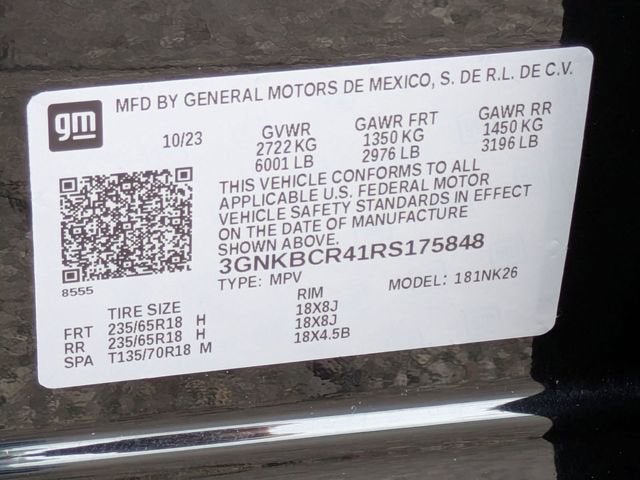 gm
MFD BY GENERAL MOTORS DE MEXICO, S. DE R.L. DE C.V.
10/23 GVWR GAWR FRT GAWR RR
2722 KG 1350 KG 1450 KG
6001 LB 2976 LB 3196 LB
THIS VEHICLE CONFORMS TO ALL
APPLICABLE U.S. FEDERAL MOTOR
VEHICLE SAFETY STANDARDS IN EFFECT
ON THE DATE OF MANUFACTURE
SHOWN ABOVE.
3GNKBCR41RS175848
8555
TYPE: MPV MODEL: 181NK26
TIRE SIZE RIM
FRT 235/65R18 H 18X8J
RR 235/65R18 H 18X8J
SPA T135/70R18 M 18X4.5B